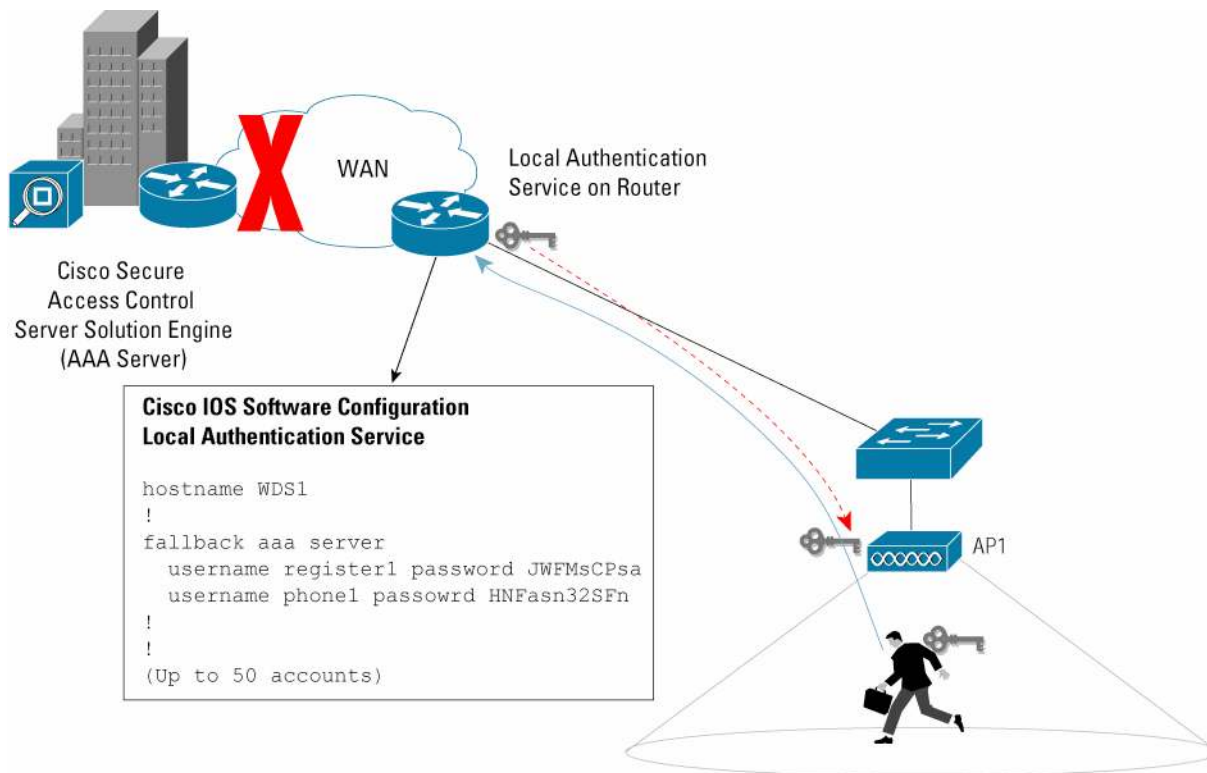 WAN
Local Authentication
Service on Router
Cisco Secure
Access Control
Server Solution Engine
(AAA Server)
Cisco IOS Software Configuration
Local Authentication Service
hostname WDS1
!
fallback aaa server
username register1 password JWFMsCPsa
username phone1 passowrd HNFasn32SFn
!
!
(Up to 50 accounts)
AP1